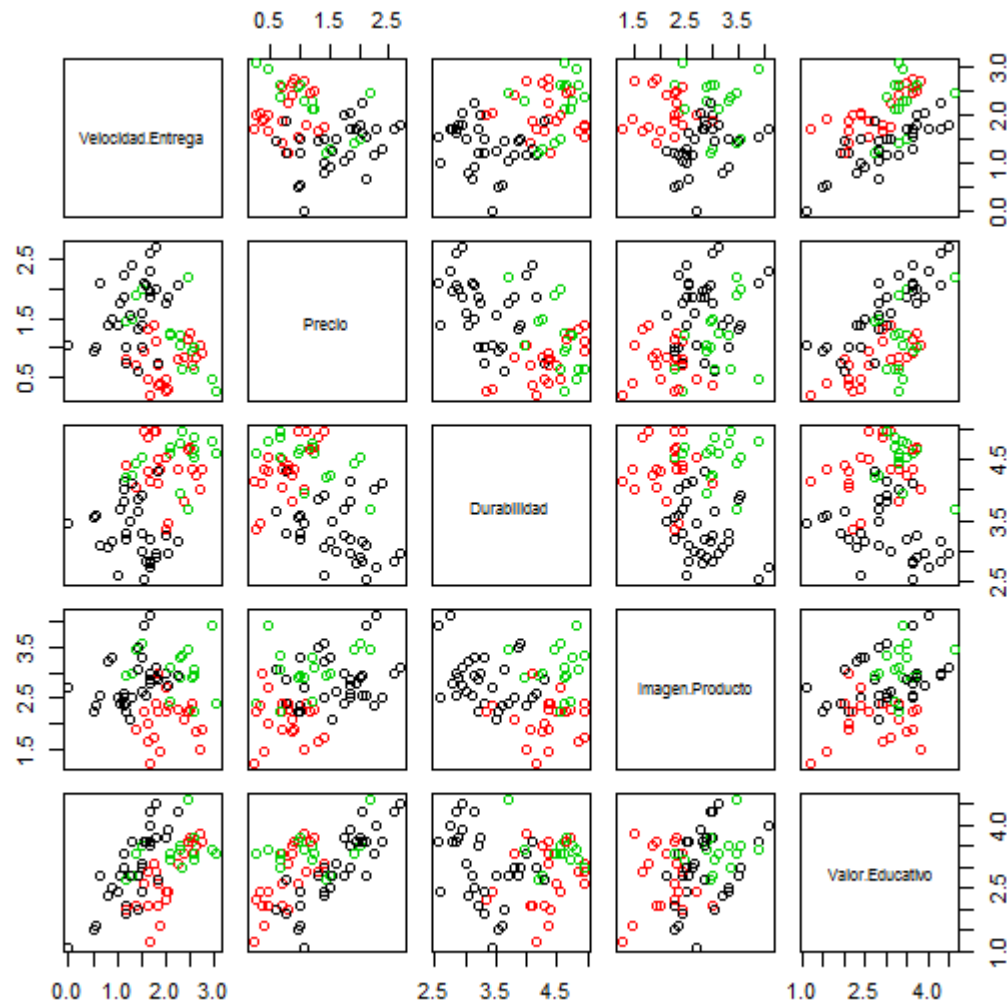 0.5 1.5 2.5 1.5 2.5 3.5
Velocidad.Entrega 0.0 1.0 2.0 3.0
0.5 1.5 2.5 Precio
Durabilidad 2.5 3.5 4.5
1.5 2.5 3.5 Imagen.Producto
Valor.Educativo 1.0 2.5 4.0
0.0 1.0 2.0 3.0 2.5 3.5 4.5 1.0 2.0 3.0 4.0